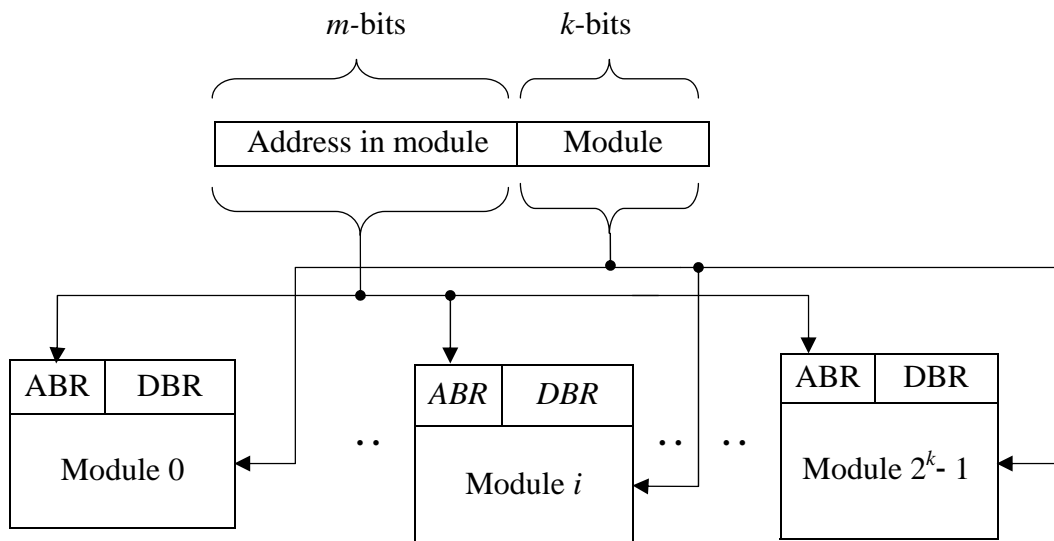 m-bits k-bits
Address in module Module
ABR DBR ABR DBR ABR DBR
Module 0 .. Module i .. .. Module 2^k- 1